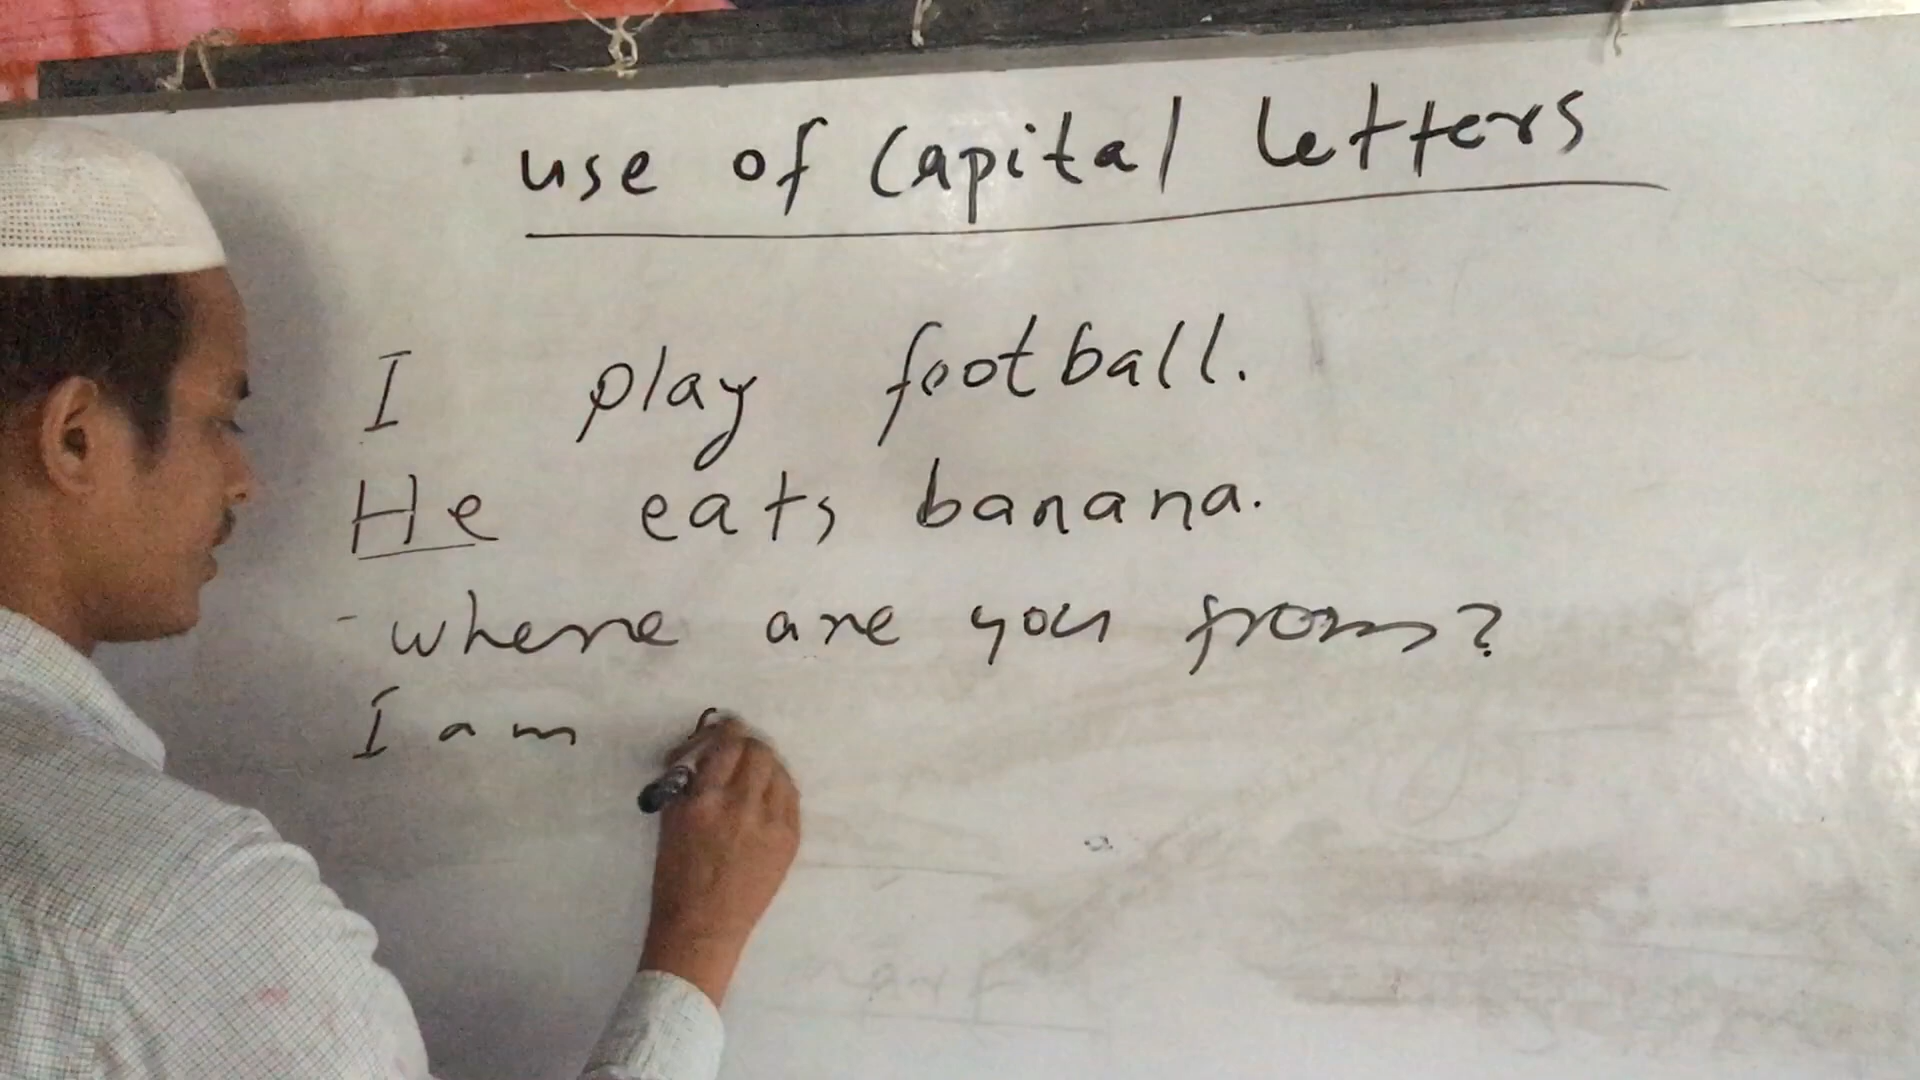 use of Capital letters
I play football.
He eats banana.
where are you from?
I am